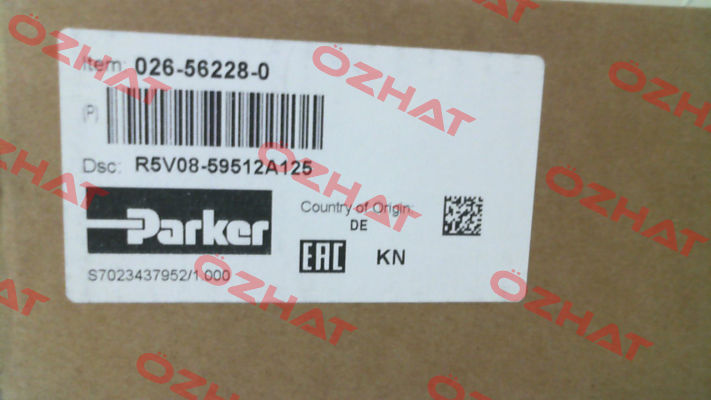 Item: 026-56228-0
(P)
Dsc: R5V08-59512A125
Parker
Country of Origin:
DE
EAC KN
S7023437952/1.000
ÖZHAT
ÖZHAT
ÖZHAT
ÖZHAT
ÖZHAT
ÖZHAT
ÖZHAT
ÖZHAT
ÖZHAT